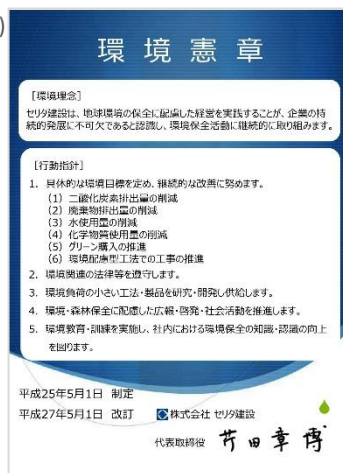 )
環境憲章
[環境理念]
セリタ建設は、地球環境の保全に配慮した経営を実践することが、企業の持
続的発展に不可欠であると認識し、環境保全活動に継続的に取り組みます。
[行動指針]
1. 具体的な環境目標を定め、継続的な改善に努めます。
(1) 二酸化炭素排出量の削減
(2) 廃棄物排出量の削減
(3) 水使用量の削減
(4) 化学物質使用量の削減
(5) グリーン購入の推進
(6) 環境配慮型工法での工事の推進
2. 環境関連の法律等を遵守します。
3. 環境負荷の小さい工法・製品を研究・開発し供給します。
4. 環境・森林保全に配慮した広報・啓発・社会活動を推進します。
5. 環境教育・訓練を実施し、社内における環境保全の知識・認識の向上
を図ります。
平成25年5月1日 制定
平成27年5月1日 改訂 株式会社 セリタ建設
代表取締役 芹田章博